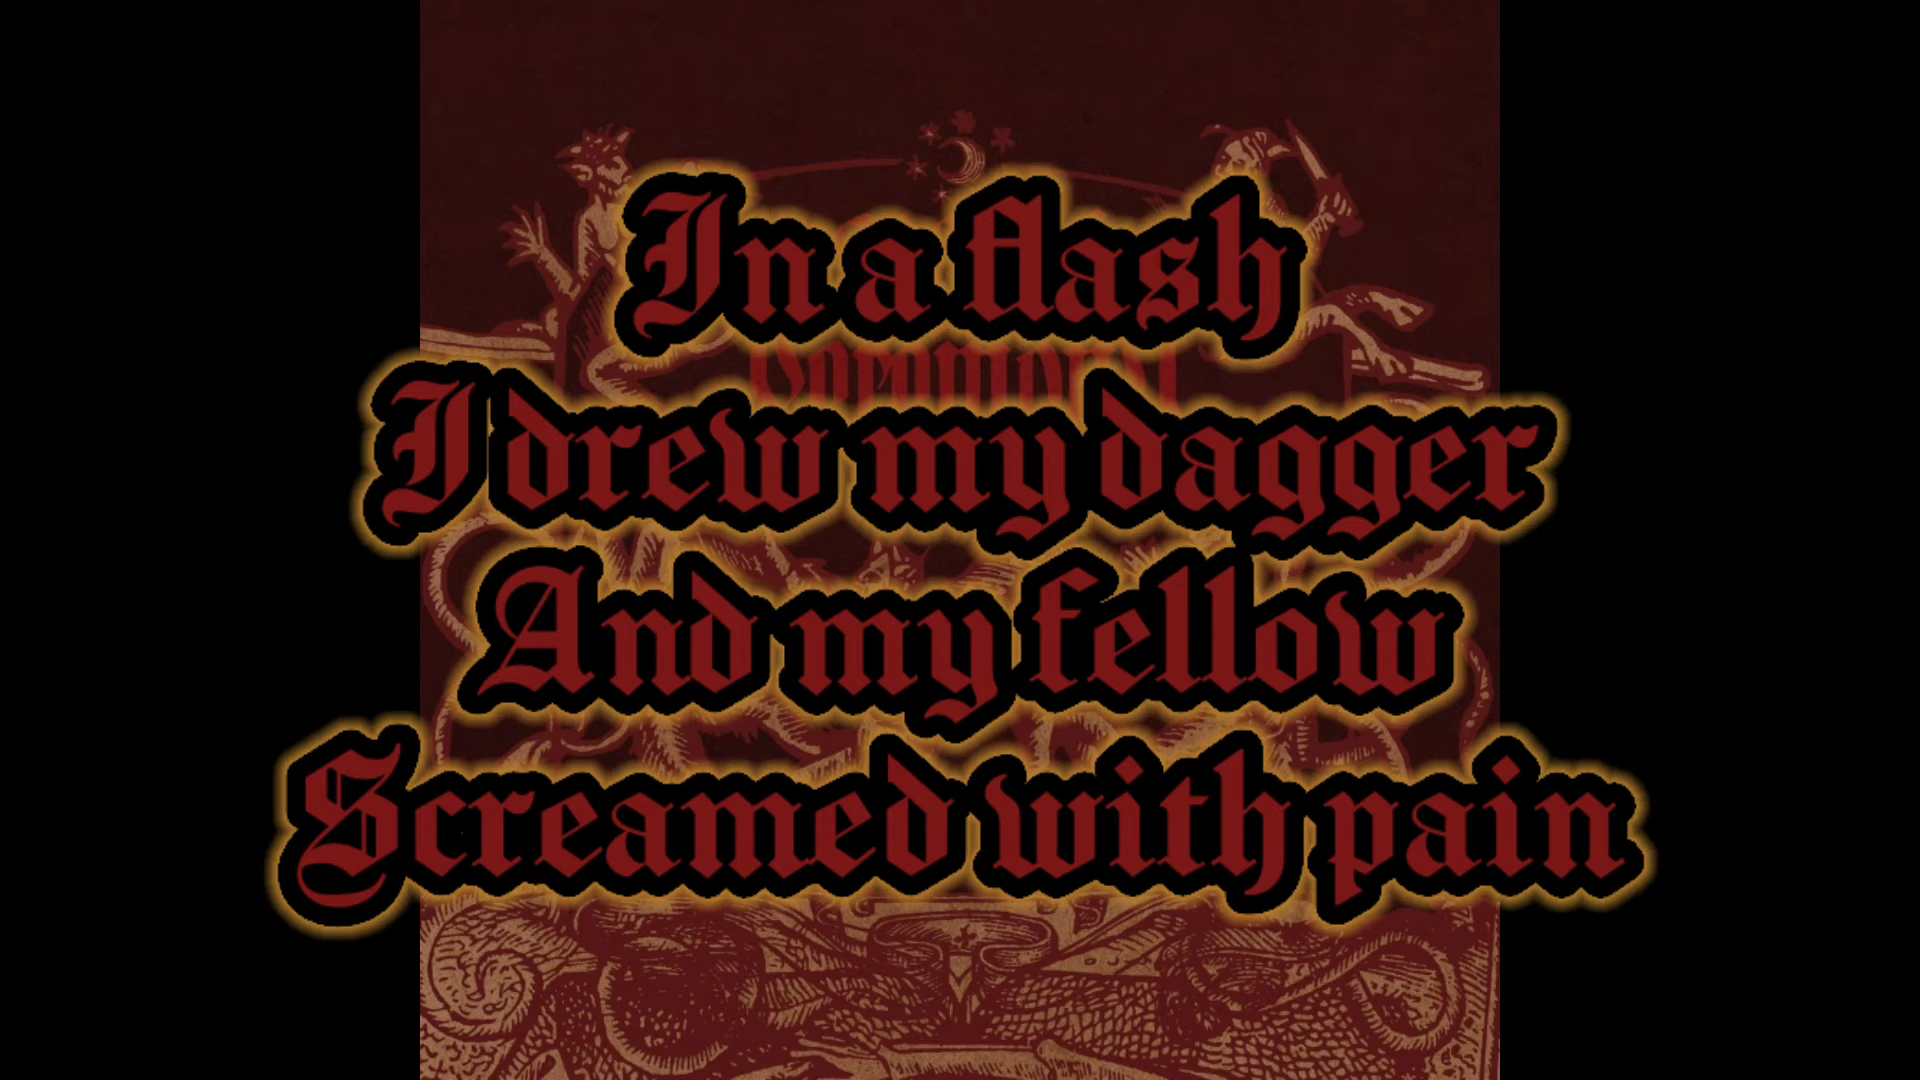 In a flash
I drew my dagger
And my fellow
Screamed with pain